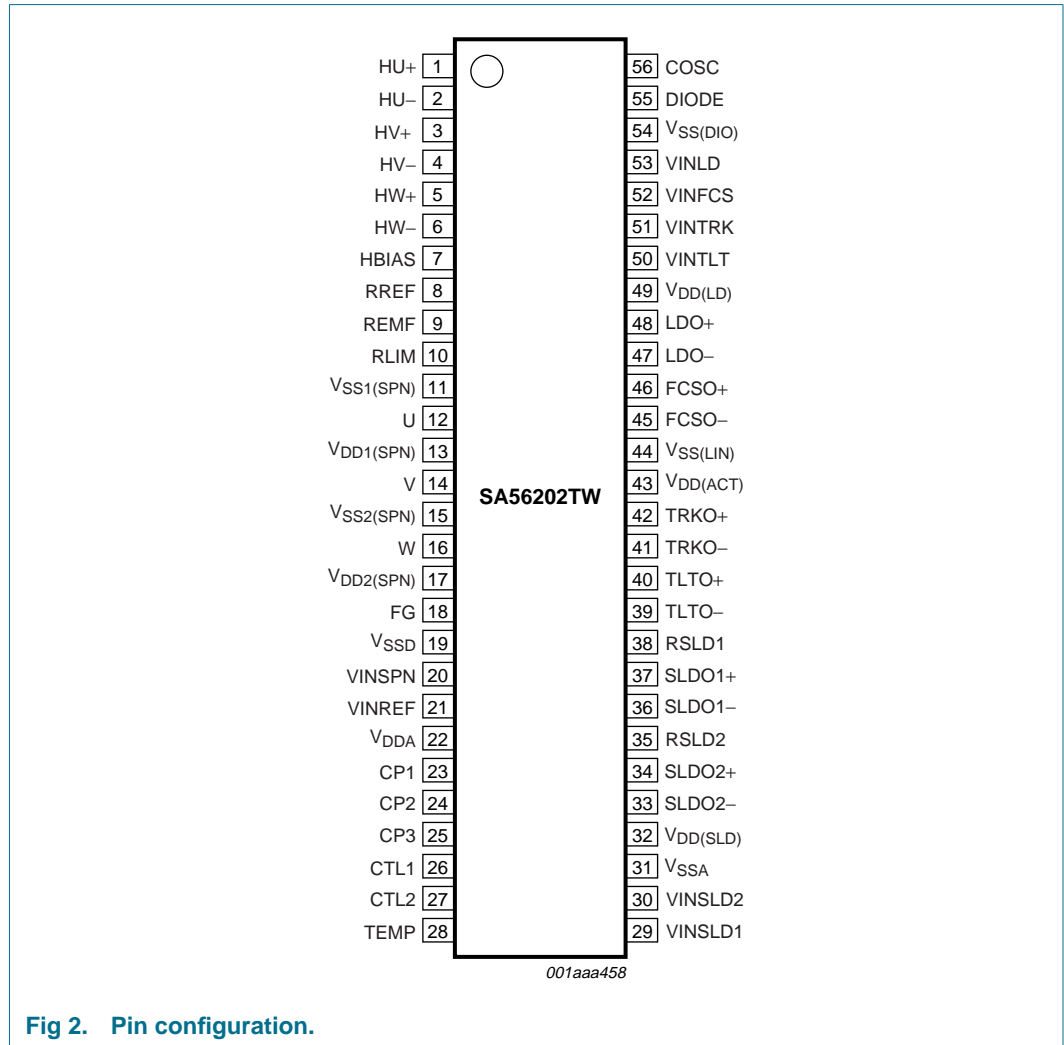 HU+ 1
HU− 2
HV+ 3
HV− 4
HW+ 5
HW− 6
HBIAS 7
RREF 8
REMF 9
RLIM 10
VSS1(SPN) 11
U 12
VDD1(SPN) 13
V 14
VSS2(SPN) 15
W 16
VDD2(SPN) 17
FG 18
VSSD 19
VINSPN 20
VINREF 21
VDDA 22
CP1 23
CP2 24
CP3 25
CTL1 26
CTL2 27
TEMP 28
SA56202TW
56 COSC
55 DIODE
54 VSS(DIO)
53 VINLD
52 VINFCS
51 VINTRK
50 VINTLT
49 VDD(LD)
48 LDO+
47 LDO−
46 FCSO+
45 FCSO−
44 VSS(LIN)
43 VDD(ACT)
42 TRKO+
41 TRKO−
40 TLTO+
39 TLTO−
38 RSLD1
37 SLDO1+
36 SLDO1−
35 RSLD2
34 SLDO2+
33 SLDO2−
32 VDD(SLD)
31 VSSA
30 VINSLD2
29 VINSLD1
001aaa458
Fig 2. Pin configuration.